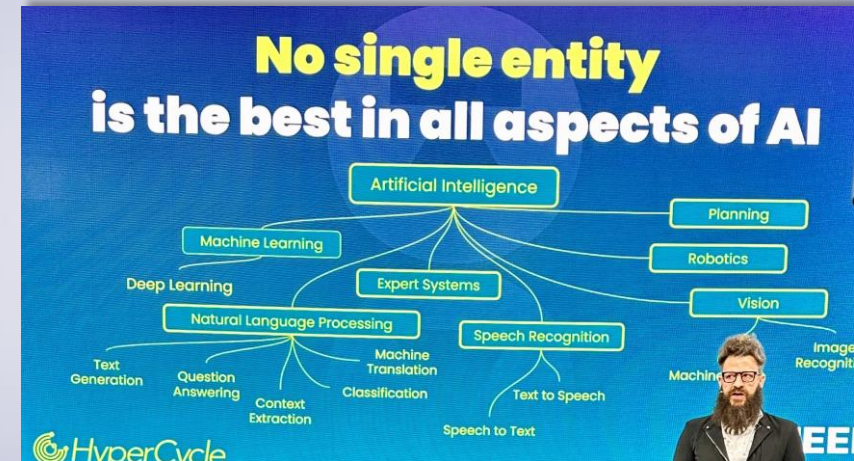 No single entity
is the best in all aspects of AI
Artificial Intelligence
Planning
Machine Learning
Robotics
Deep Learning
Expert Systems
Vision
Natural Language Processing
Speech Recognition
Text
Generation
Question
Answering
Context
Extraction
Classification
Machine
Translation
Text to Speech
Speech to Text
Machine
Image
HyperCycle